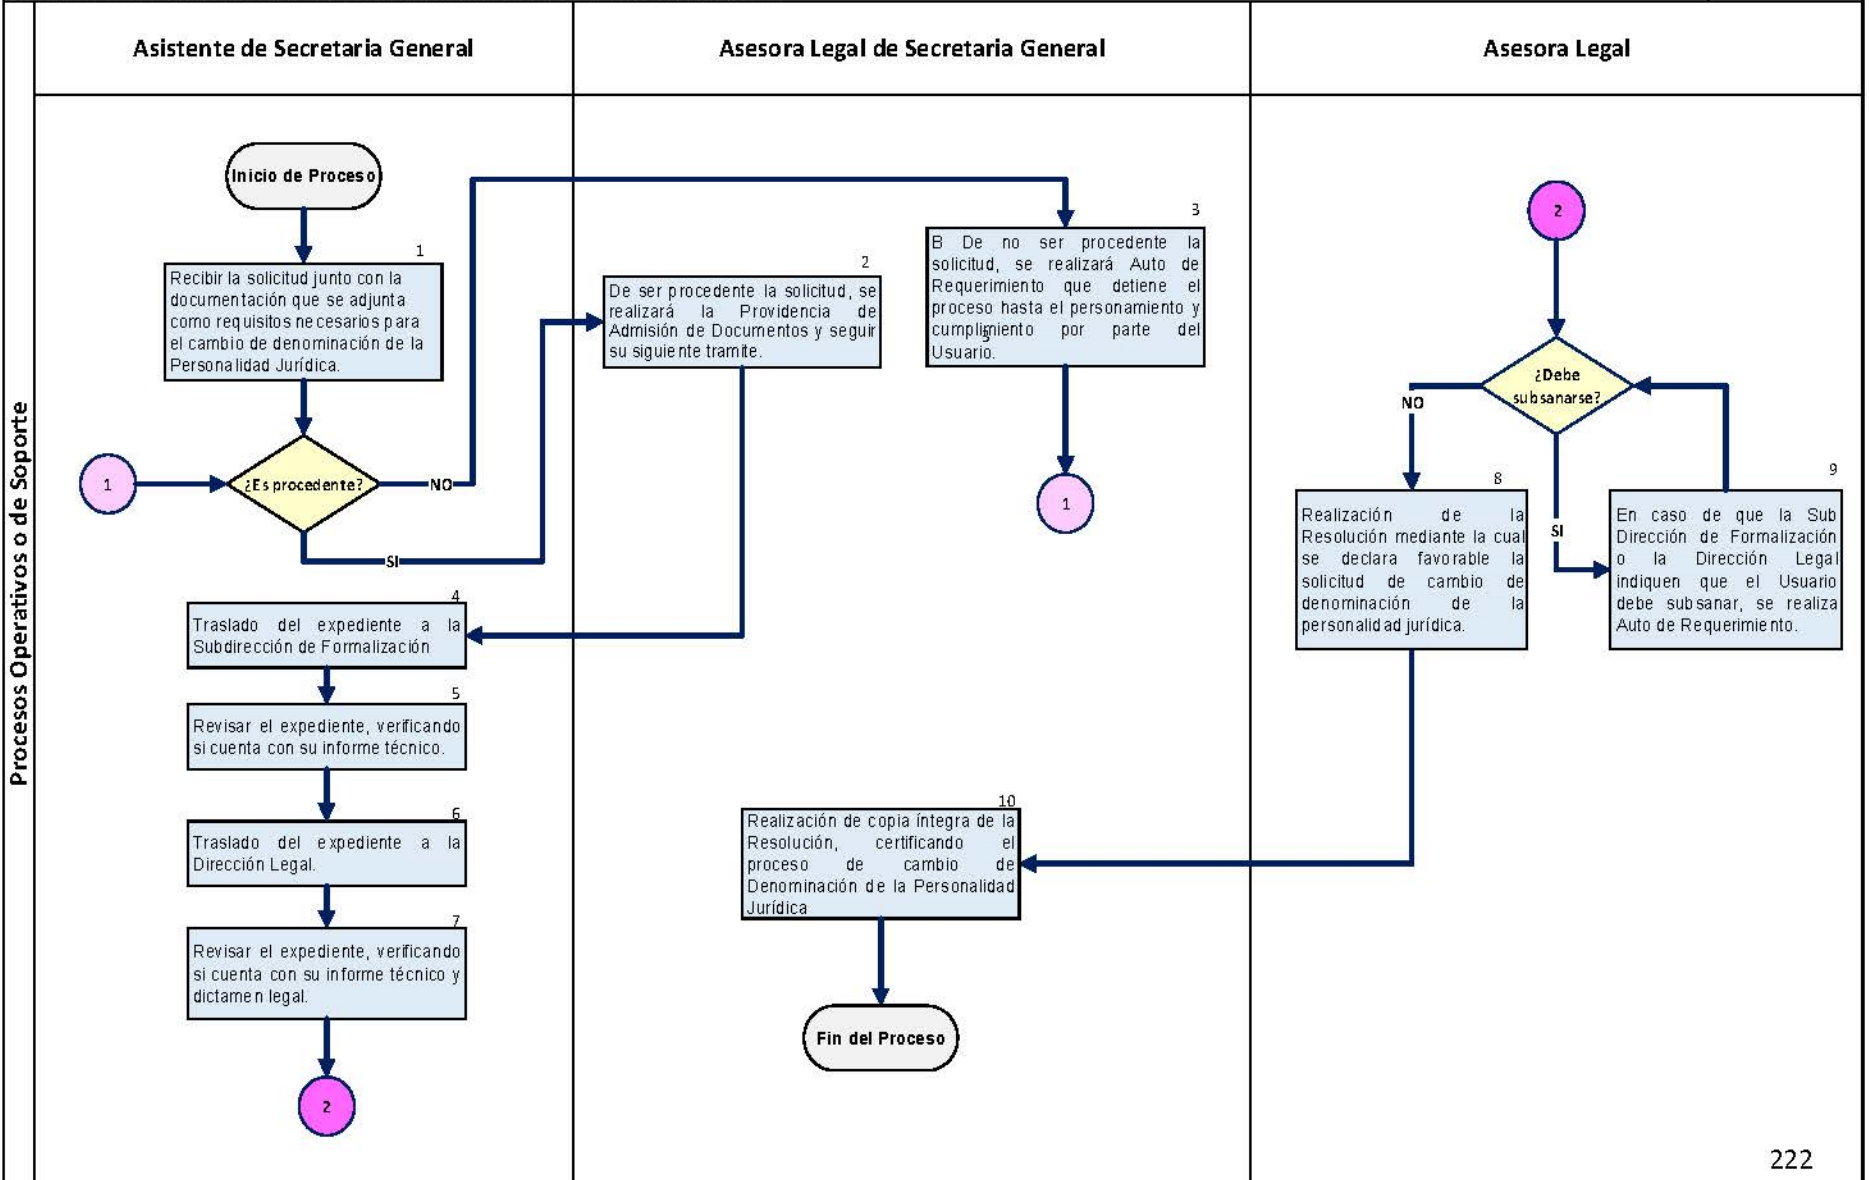 Asistente de Secretaria General
Asesora Legal de Secretaria General
Asesora Legal
Procesos Operativos o de Soporte
Inicio de Proceso
1
Recibir la solicitud junto con la
documentación que se adjunta
como requisitos necesarios para
el cambio de denominación de la
Personalidad Jurídica.
1
¿Es procedente?
NO
SI
2
De ser procedente la solicitud, se
realizará la Providencia de
Admisión de Documentos y seguir
su siguiente tramite.
3
B De no ser procedente la
solicitud, se realizará Auto de
Requerimiento que detiene el
proceso hasta el personamiento y
cumplimiento por parte del
Usuario.
3
1
4
Traslado del expediente a la
Subdirección de Formalización
5
Revisar el expediente, verificando
si cuenta con su informe técnico.
6
Traslado del expediente a la
Dirección Legal.
7
Revisar el expediente, verificando
si cuenta con su informe técnico y
dictamen legal.
2
2
¿Debe
subsanarse?
NO
SI
8
Realización de la
Resolución mediante la cual
se declara favorable la
solicitud de cambio de
denominación de la
personalidad jurídica.
9
En caso de que la Sub
Dirección de Formalización
o la Dirección Legal
indiquen que el Usuario
debe subsanar, se realiza
Auto de Requerimiento.
10
Realización de copia íntegra de la
Resolución, certificando el
proceso de cambio de
Denominación de la Personalidad
Jurídica
Fin del Proceso
222